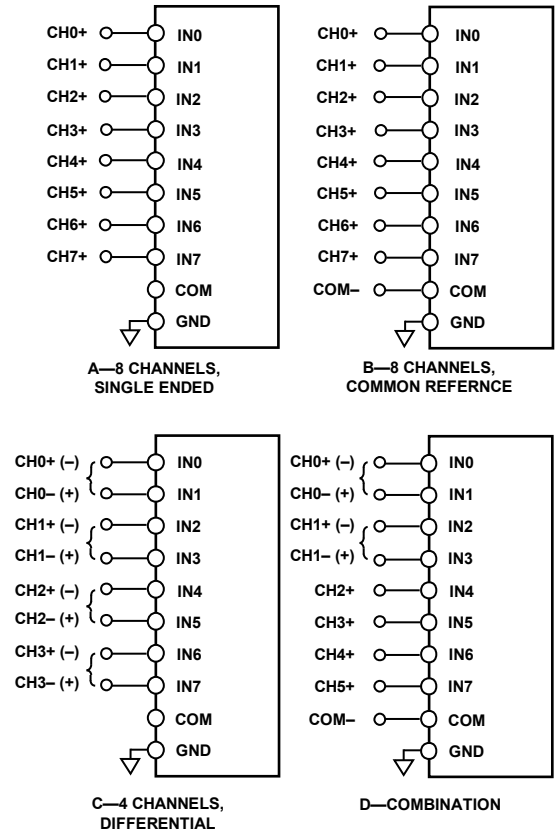 CH0+ IN0
CH1+ IN1
CH2+ IN2
CH3+ IN3
CH4+ IN4
CH5+ IN5
CH6+ IN6
CH7+ IN7
COM
GND
A—8 CHANNELS,
SINGLE ENDED
CH0+ IN0
CH1+ IN1
CH2+ IN2
CH3+ IN3
CH4+ IN4
CH5+ IN5
CH6+ IN6
CH7+ IN7
COM– COM
GND
B—8 CHANNELS,
COMMON REFERNCE
CH0+ (–) IN0
CH0– (+) IN1
CH1+ (–) IN2
CH1– (+) IN3
CH2+ (–) IN4
CH2– (+) IN5
CH3+ (–) IN6
CH3– (+) IN7
COM
GND
C—4 CHANNELS,
DIFFERENTIAL
CH0+ (–) IN0
CH0– (+) IN1
CH1+ (–) IN2
CH1– (+) IN3
CH2+ IN4
CH3+ IN5
CH4+ IN6
CH5+ IN7
COM– COM
GND
D—COMBINATION